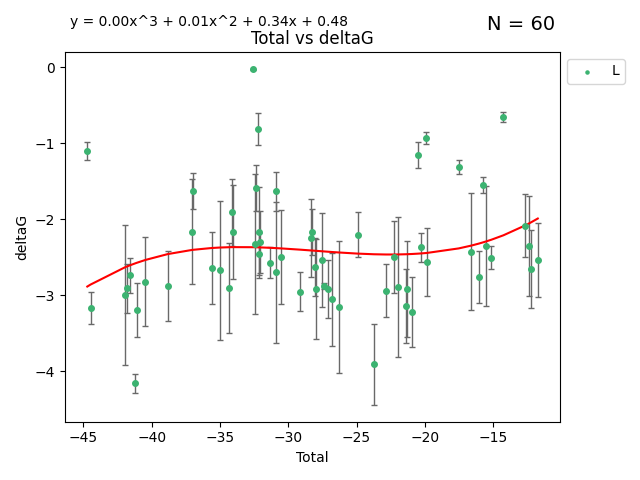 y = 0.00x^3 + 0.01x^2 + 0.34x + 0.48
N = 60
Total vs deltaG
L
deltaG
0
−1
−2
−3
−4
−45 −40 −35 −30 −25 −20 −15
Total